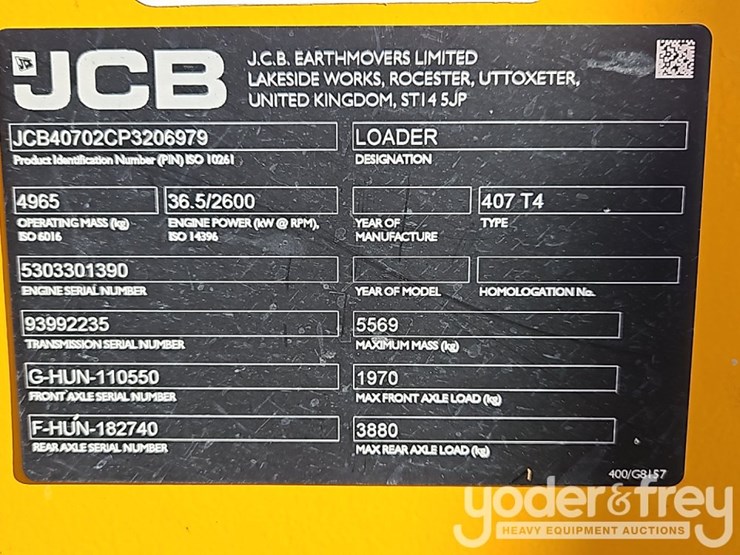 JCB
J.C.B. EARTHMOVERS LIMITED
LAKESIDE WORKS, ROCESTER, UTTOXETER,
UNITED KINGDOM, ST14 5JP
JCB40702CP3206979
Product Identification Number (PIN) ISO 10261
LOADER
DESIGNATION
4965
OPERATING MASS (kg)
ISO 6016
36.5/2600
ENGINE POWER (kW @ RPM),
ISO 14396
YEAR OF
MANUFACTURE
407 T4
TYPE
5303301390
ENGINE SERIAL NUMBER
YEAR OF MODEL
HOMOLOGATION No.
93992235
TRANSMISSION SERIAL NUMBER
5569
MAXIMUM MASS (kg)
G-HUN-110550
FRONT AXLE SERIAL NUMBER
1970
MAX FRONT AXLE LOAD (kg)
F-HUN-182740
REAR AXLE SERIAL NUMBER
3880
MAX REAR AXLE LOAD (kg)
400/G8157
yoder&frey
HEAVY EQUIPMENT AUCTIONS